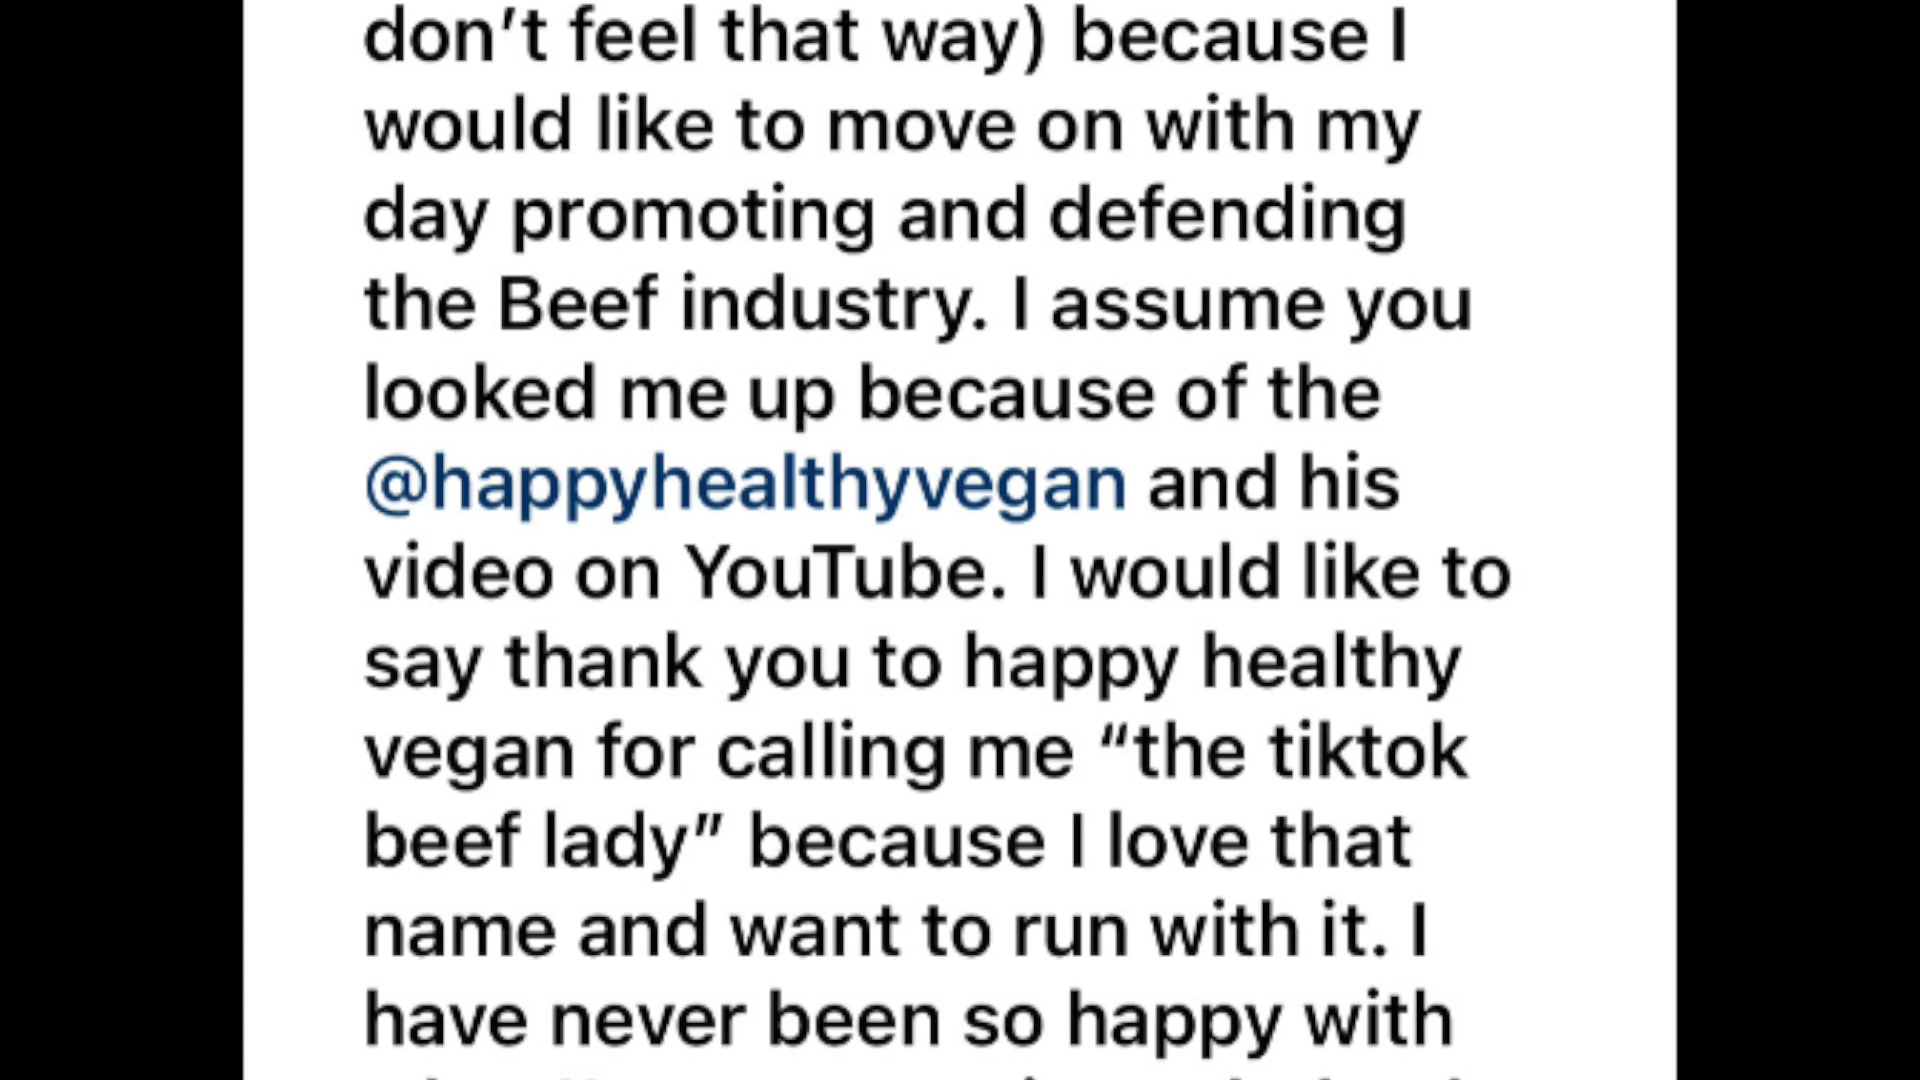 don’t feel that way) because I
would like to move on with my
day promoting and defending
the Beef industry. I assume you
looked me up because of the
@happyhealthyvegan and his
video on YouTube. I would like to
say thank you to happy healthy
vegan for calling me “the tiktok
beef lady” because I love that
name and want to run with it. I
have never been so happy with